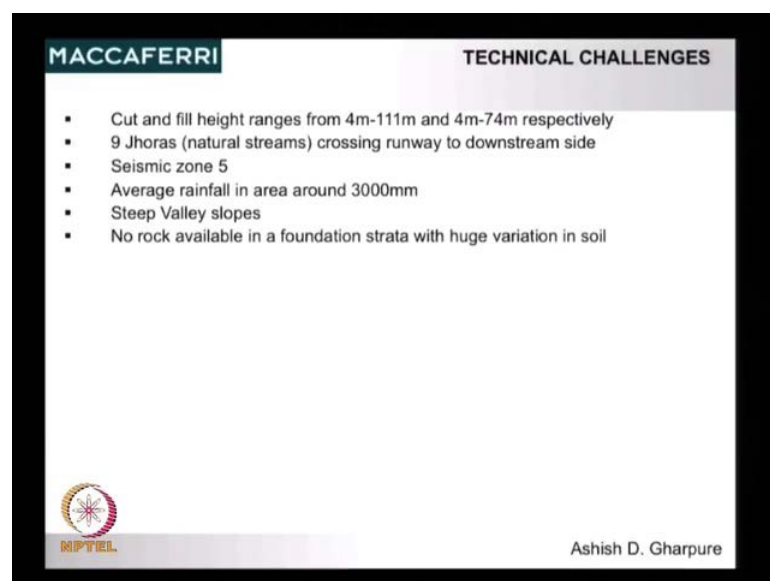 MACCAFERRI
TECHNICAL CHALLENGES
▪ Cut and fill height ranges from 4m-111m and 4m-74m respectively
▪ 9 Jhoras (natural streams) crossing runway to downstream side
▪ Seismic zone 5
▪ Average rainfall in area around 3000mm
▪ Steep Valley slopes
▪ No rock available in a foundation strata with huge variation in soil
NPTEL
Ashish D. Gharpure